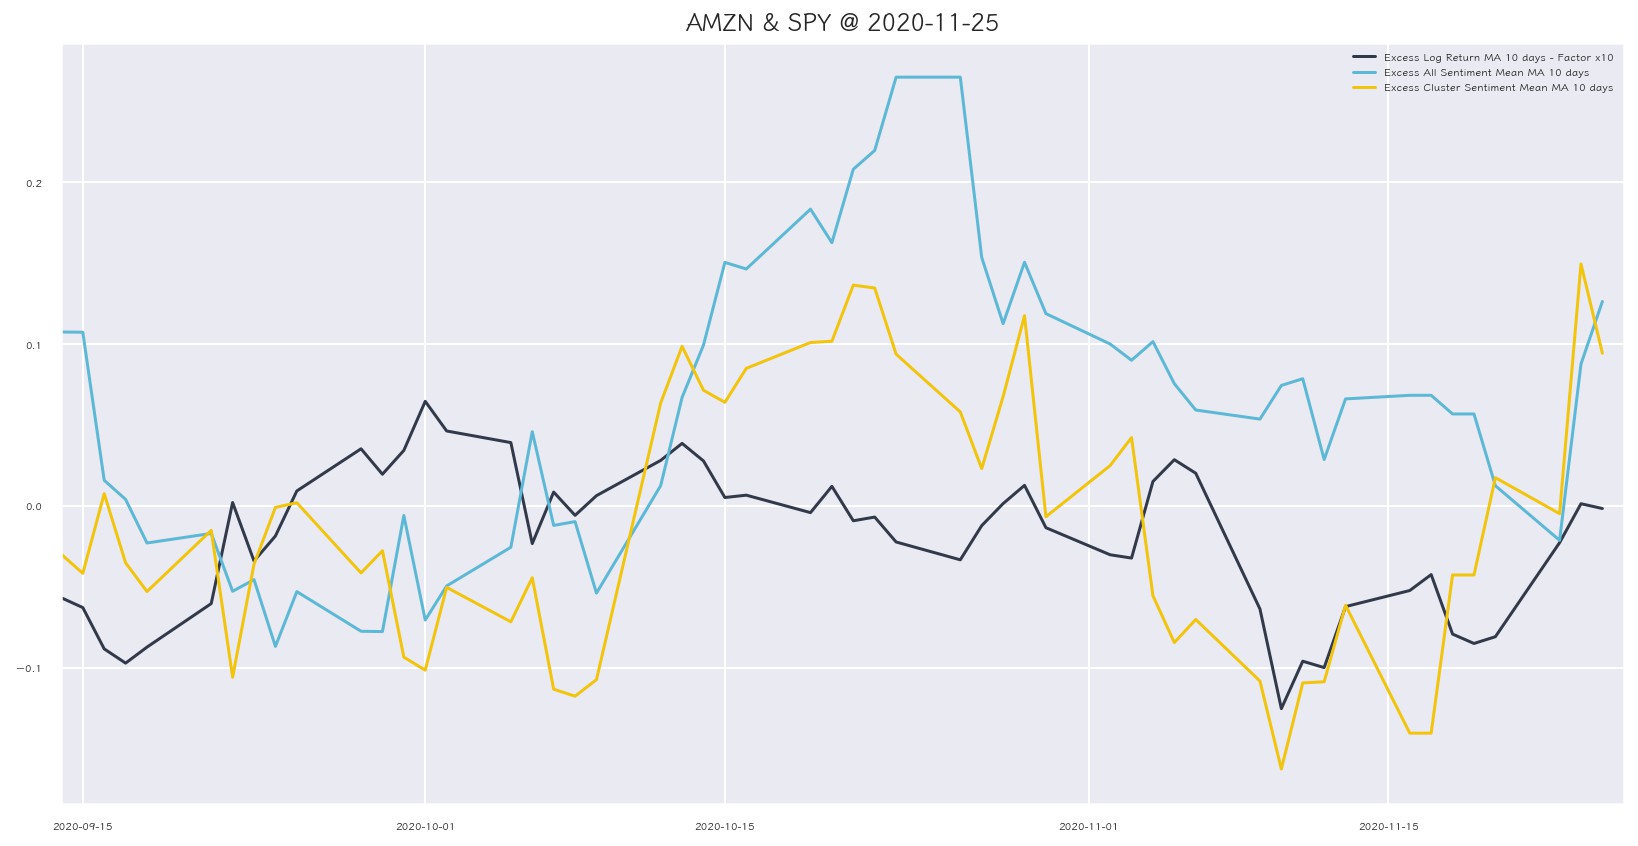 AMZN & SPY @ 2020-11-25
Excess Log Return MA 10 days - Factor x10
Excess All Sentiment Mean MA 10 days
Excess Cluster Sentiment Mean MA 10 days
0.2
0.1
0.0
−0.1
2020-09-15
2020-10-01
2020-10-15
2020-11-01
2020-11-15